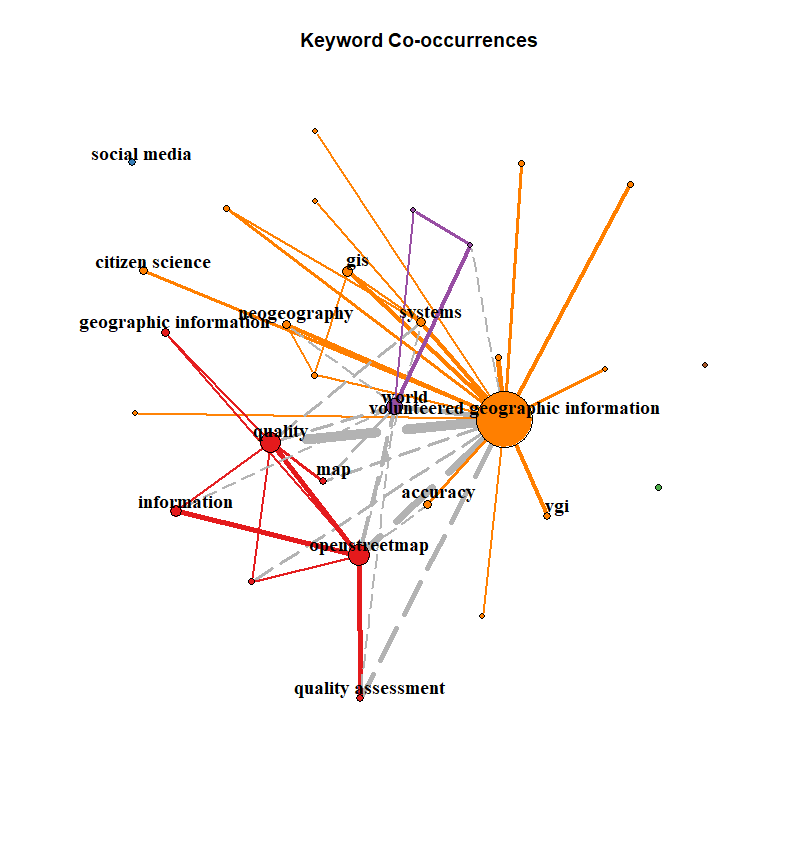 Keyword Co-occurrences
social media
citizen science
gis
geographic information
neogeography
systems
world
volunteered geographic information
quality
map
information
accuracy
vgi
openstreetmap
quality assessment